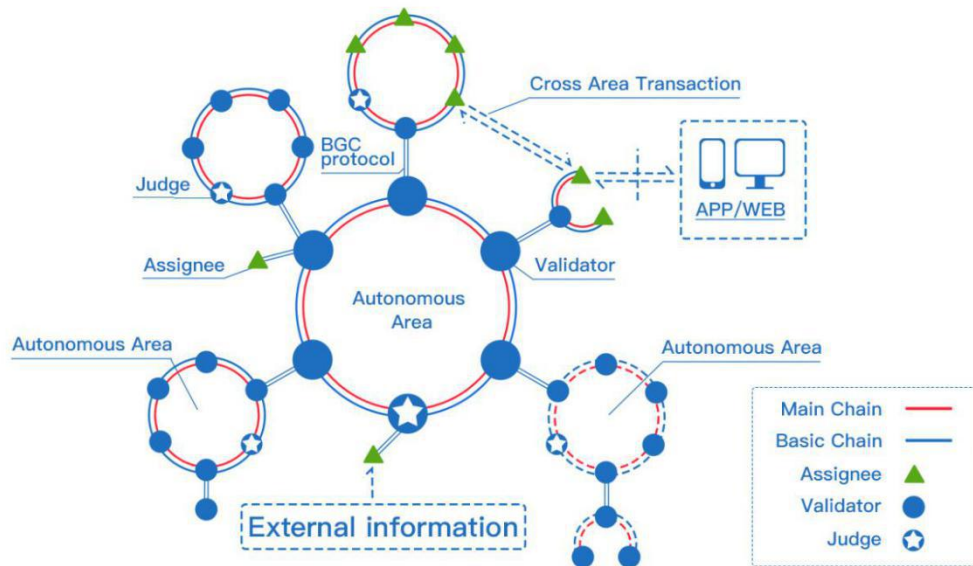 Cross Area Transaction
BGC
protocol
Judge
APP/WEB
Assignee
Validator
Autonomous
Area
Autonomous Area
Autonomous Area
External information
Main Chain
Basic Chain
Assignee
Validator
Judge